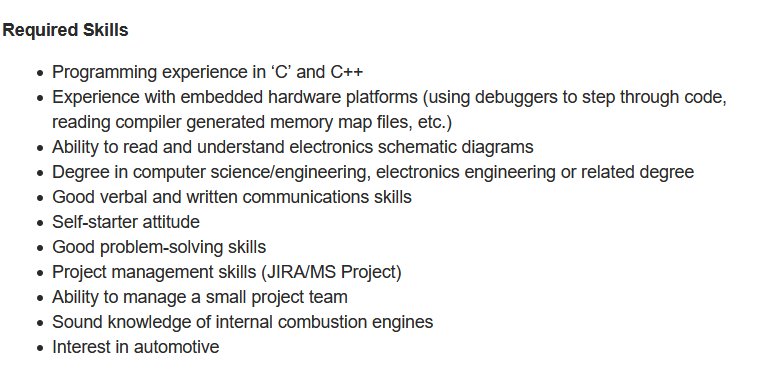 Required Skills
• Programming experience in ‘C’ and C++
• Experience with embedded hardware platforms (using debuggers to step through code,
reading compiler generated memory map files, etc.)
• Ability to read and understand electronics schematic diagrams
• Degree in computer science/engineering, electronics engineering or related degree
• Good verbal and written communications skills
• Self-starter attitude
• Good problem-solving skills
• Project management skills (JIRA/MS Project)
• Ability to manage a small project team
• Sound knowledge of internal combustion engines
• Interest in automotive